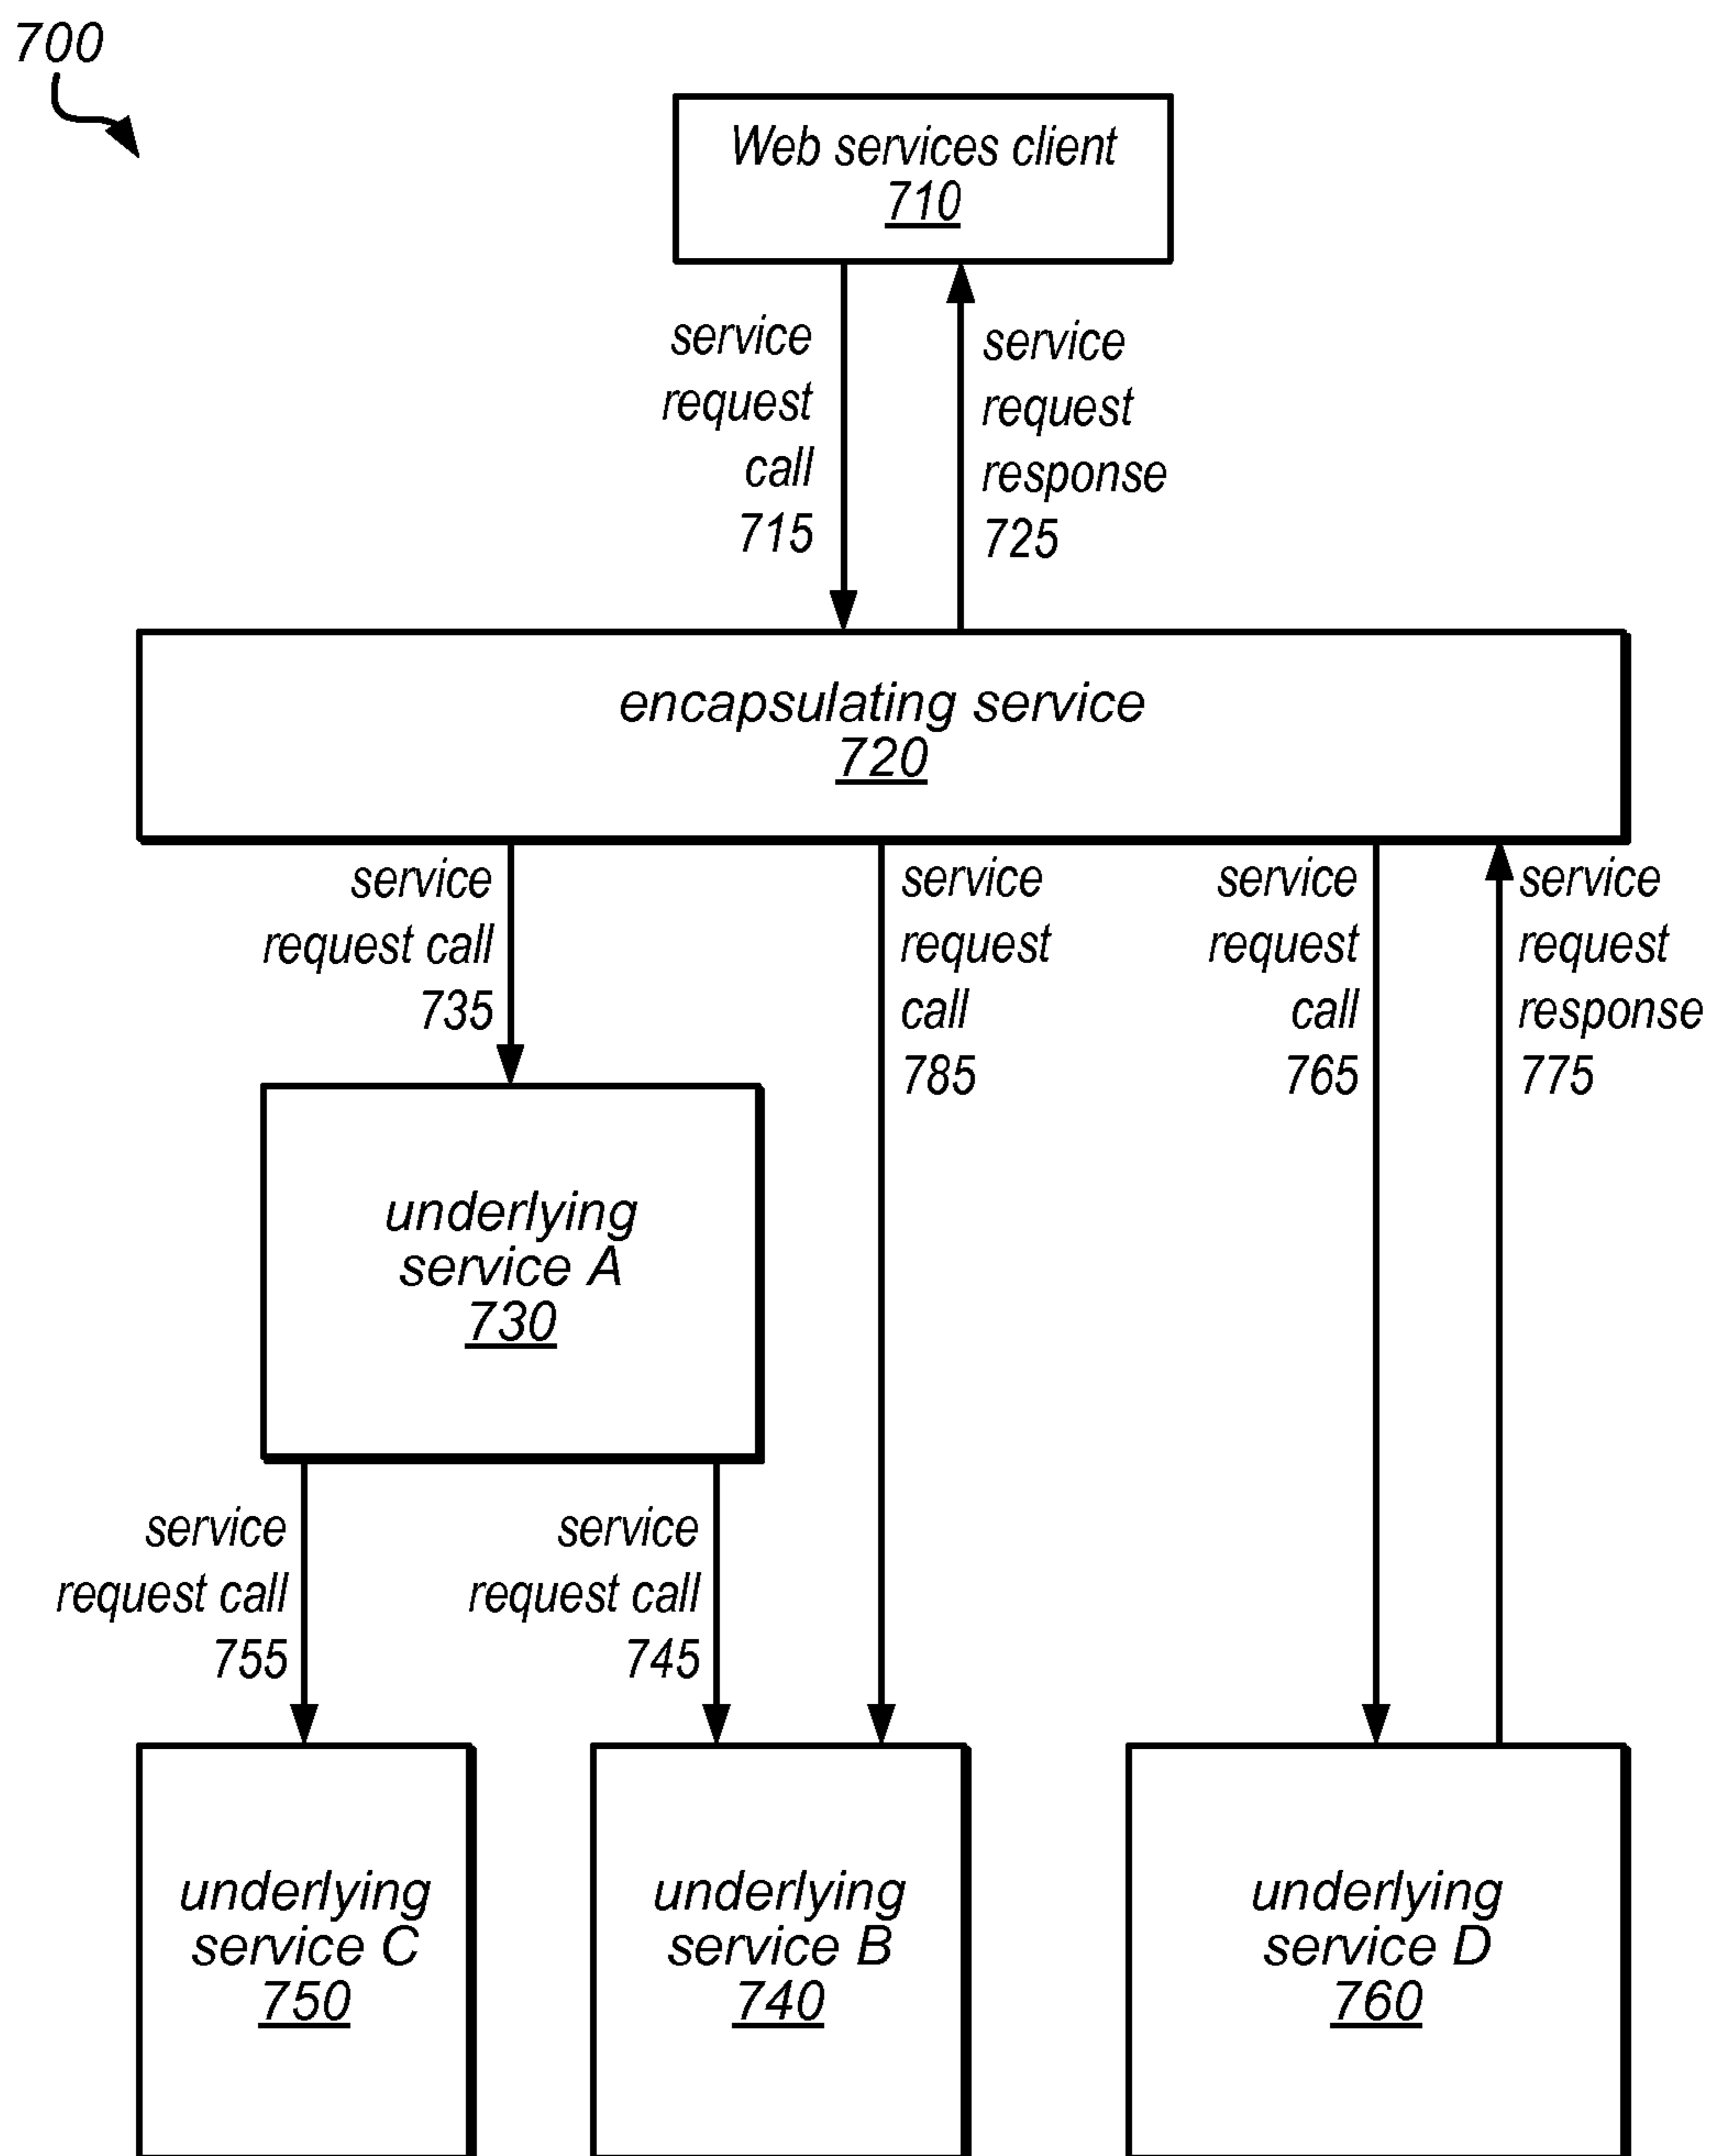 700
Web services client
710
service
request
call
715
service
request
response
725
encapsulating service
720
service
request call
735
service
request
call
785
service
request
call
765
service
request
response
775
underlying
service A
730
service
request call
755
service
request call
745
underlying
service C
750
underlying
service B
740
underlying
service D
760